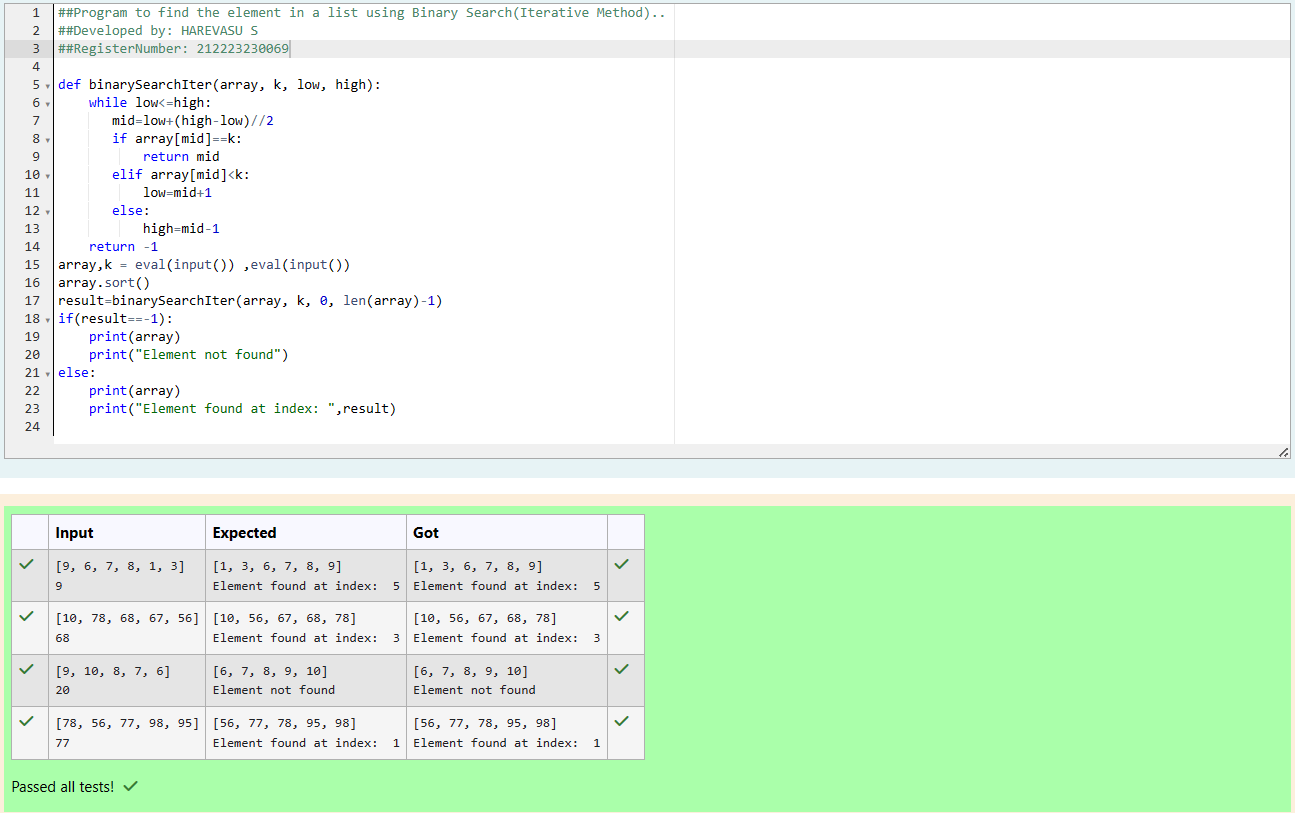 1 ##Program to find the element in a list using Binary Search(Iterative Method)..
2 ##Developed by: HAREVASU S
3 ##RegisterNumber: 212223230069
4
5 def binarySearchIter(array, k, low, high):
6     while low<=high:
7        mid=low+(high-low)//2
8        if array[mid]==k:
9            return mid
10        elif array[mid]<k:
11            low=mid+1
12        else:
13            high=mid-1
14     return -1
15 array,k = eval(input()) ,eval(input())
16 array.sort()
17 result=binarySearchIter(array, k, 0, len(array)-1)
18 if(result==-1):
19     print(array)
20     print("Element not found")
21 else:
22     print(array)
23     print("Element found at index: ",result)
24
Input Expected Got
[9, 6, 7, 8, 1, 3] [1, 3, 6, 7, 8, 9] [1, 3, 6, 7, 8, 9]
9 Element found at index:  5 Element found at index:  5
[10, 78, 68, 67, 56] [10, 56, 67, 68, 78] [10, 56, 67, 68, 78]
68 Element found at index:  3 Element found at index:  3
[9, 10, 8, 7, 6] [6, 7, 8, 9, 10] [6, 7, 8, 9, 10]
20 Element not found Element not found
[78, 56, 77, 98, 95] [56, 77, 78, 95, 98] [56, 77, 78, 95, 98]
77 Element found at index:  1 Element found at index:  1
Passed all tests!